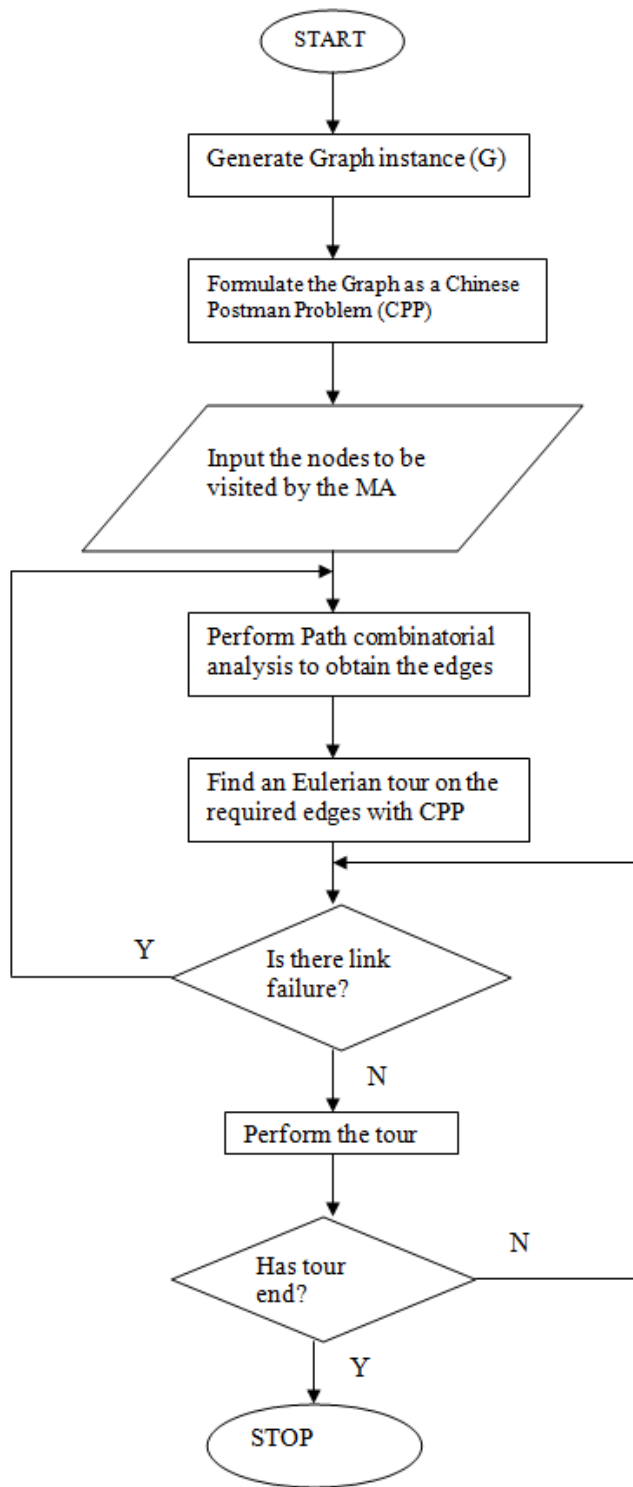 START
Generate Graph instance (G)
Formulate the Graph as a Chinese
Postman Problem (CPP)
Input the nodes to be
visited by the MA
Perform Path combinatorial
analysis to obtain the edges
Find an Eulerian tour on the
required edges with CPP
Y
Is there link
failure?
N
Perform the tour
N
Has tour
end?
Y
STOP